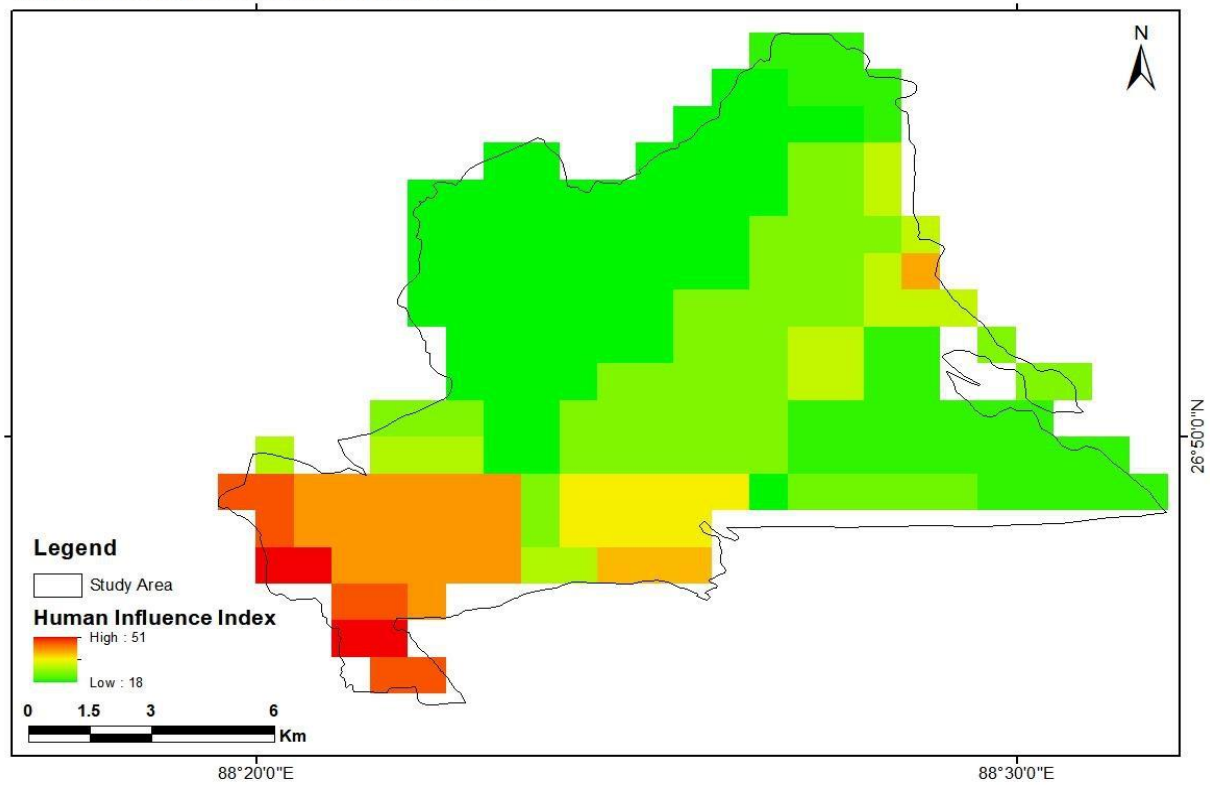 N
26°50'0"N
Legend
Study Area
Human Influence Index
High : 51
Low : 18
0 1.5 3 6
Km
88°20'0"E 88°30'0"E